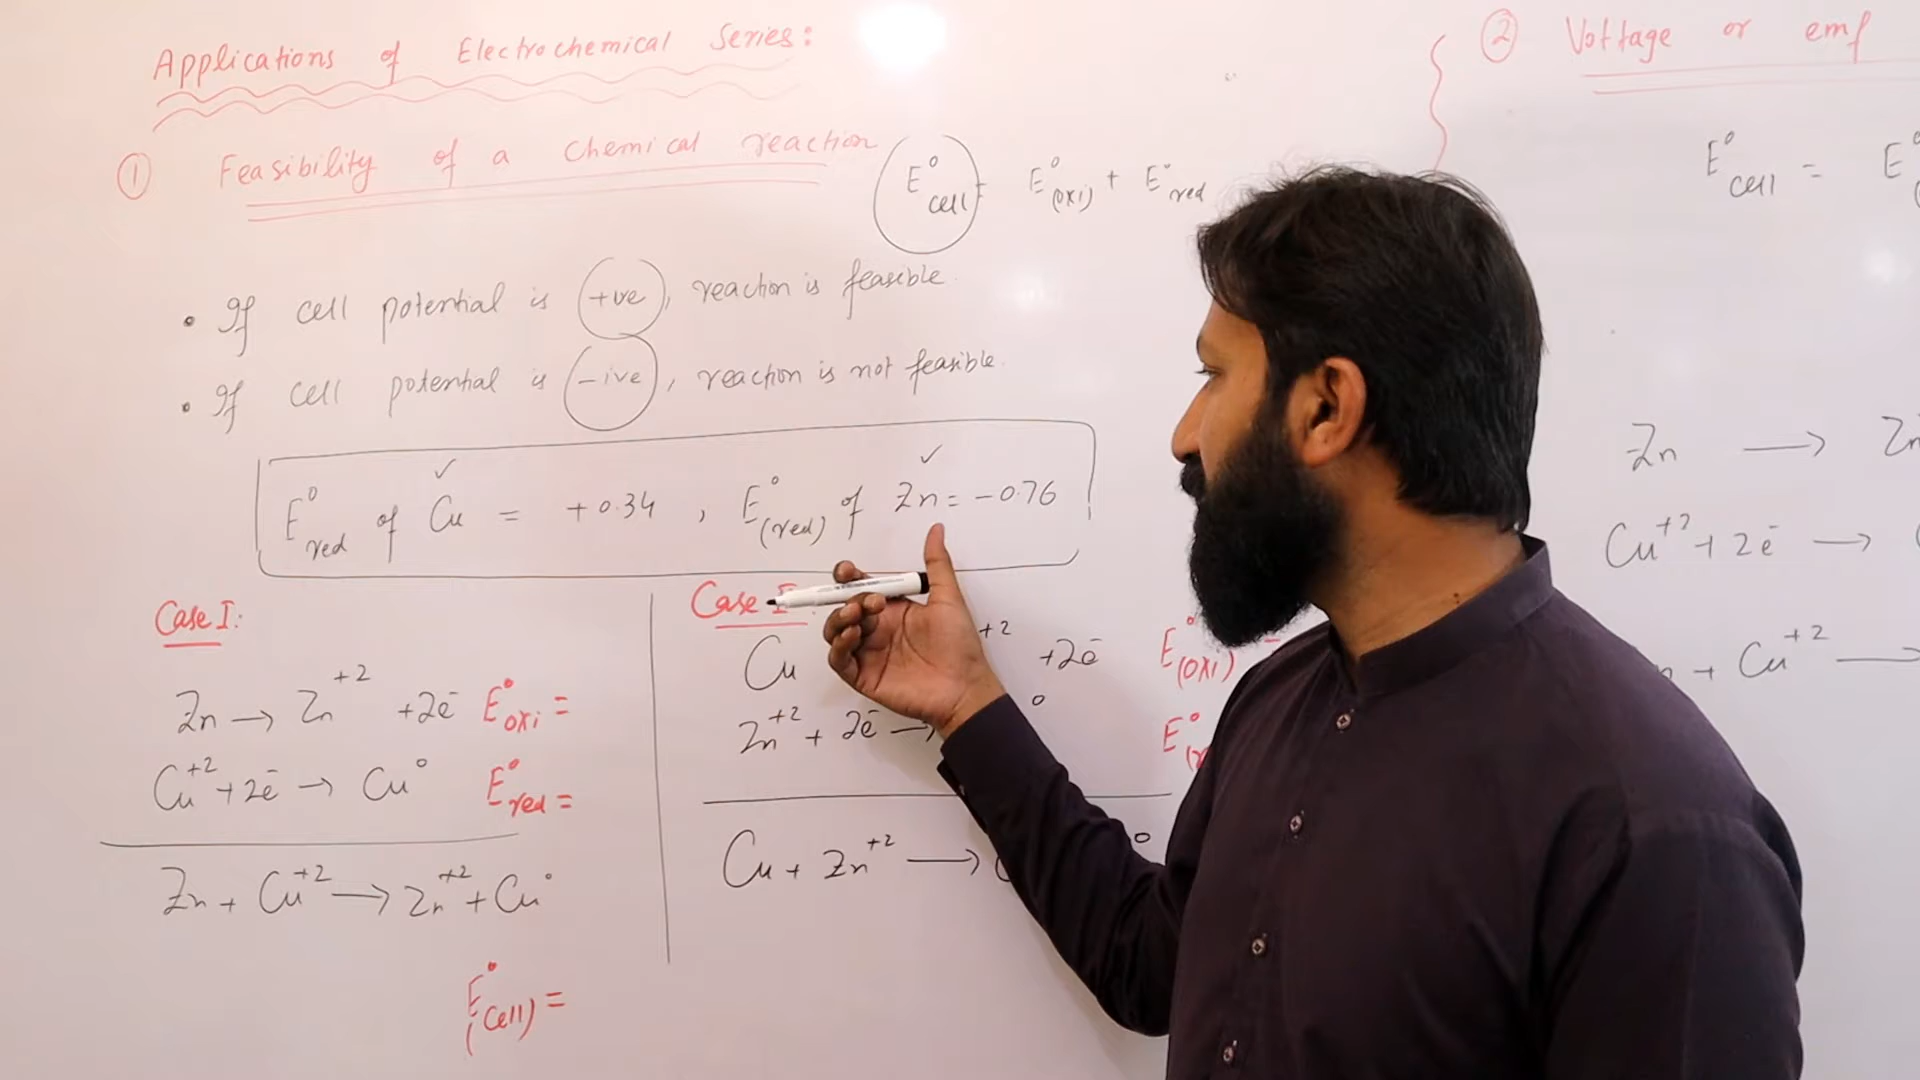 Applications of Electrochemical Series:
① Feasibility of a chemical reaction
E°cell = E°(oxi) + E°red
• If cell potential is +ve, reaction is feasible.
• If cell potential is -ive, reaction is not feasible.
E°red of Cu = +0.34, E°(red) of Zn = -0.76
Case I:
Zn → Zn+2 + 2e- E°oxi =
Cu+2 + 2e- → Cu° E°red =
Zn + Cu+2 → Zn+2 + Cu°
E°(cell) =
Case
Cu +2 +2e- E°(oxi) =
Zn+2 + 2e- → ° E°
Cu + Zn+2 → °
② Voltage or emf
E°cell = E°
Zn → Zn
Cu+2 + 2e- →
+ Cu+2 →